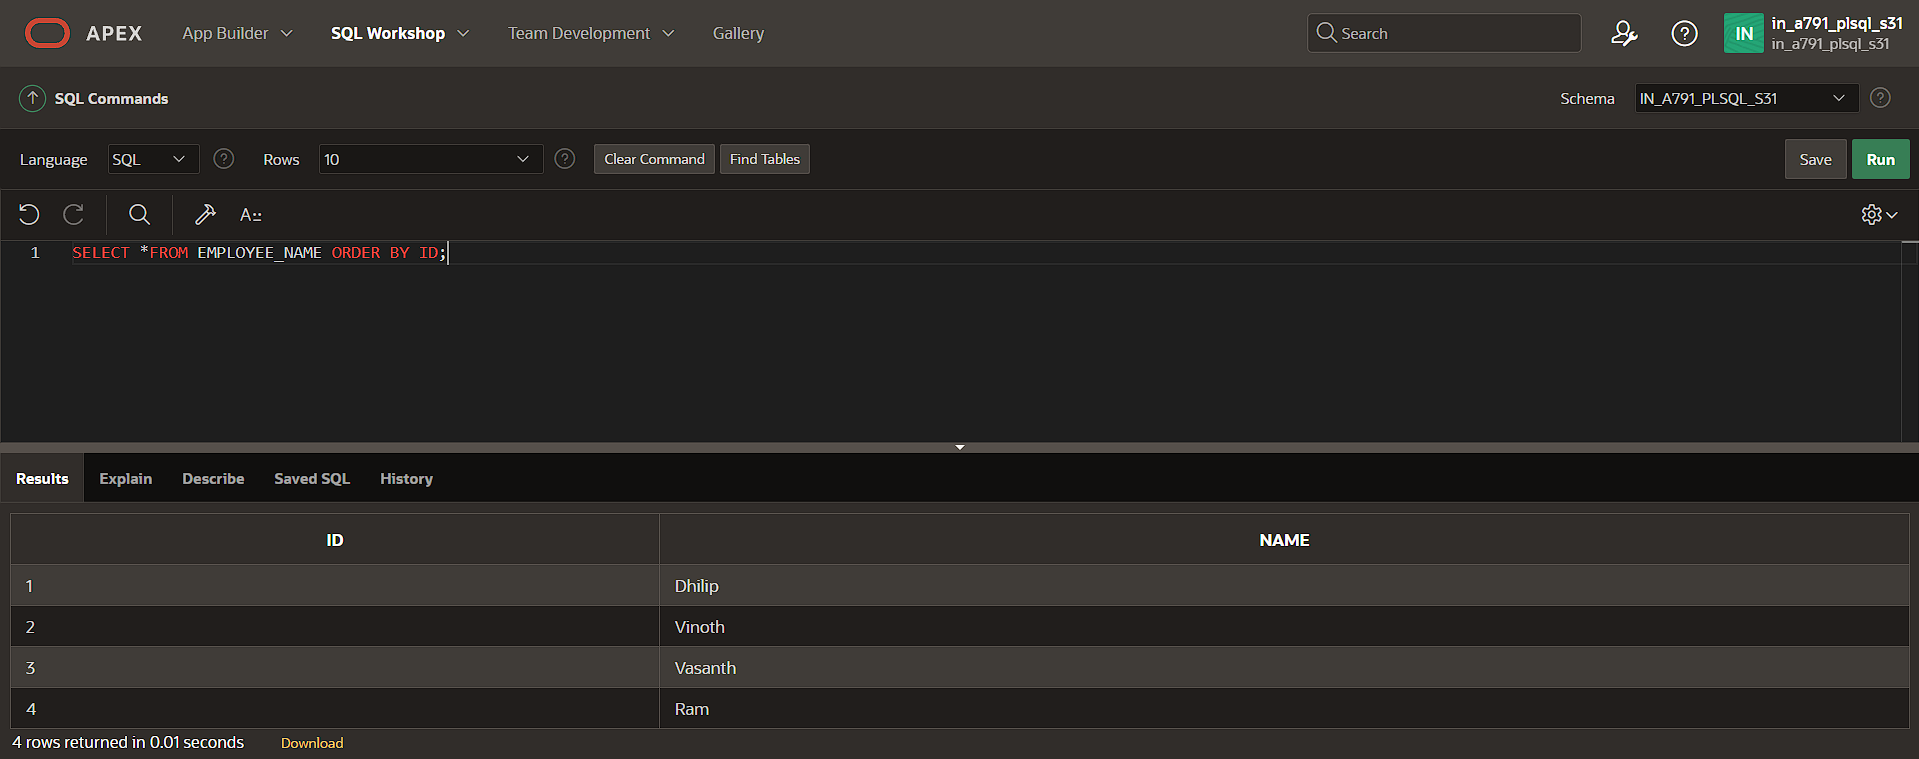 APEX App Builder SQL Workshop Team Development Gallery Search IN in_a791_plsql_s31
in_a791_plsql_s31
SQL Commands Schema IN_A791_PLSQL_S31
Language SQL Rows 10 Clear Command Find Tables Save Run
A::
1 SELECT *FROM EMPLOYEE_NAME ORDER BY ID;
Results Explain Describe Saved SQL History
ID NAME
1 Dhilip
2 Vinoth
3 Vasanth
4 Ram
4 rows returned in 0.01 seconds Download